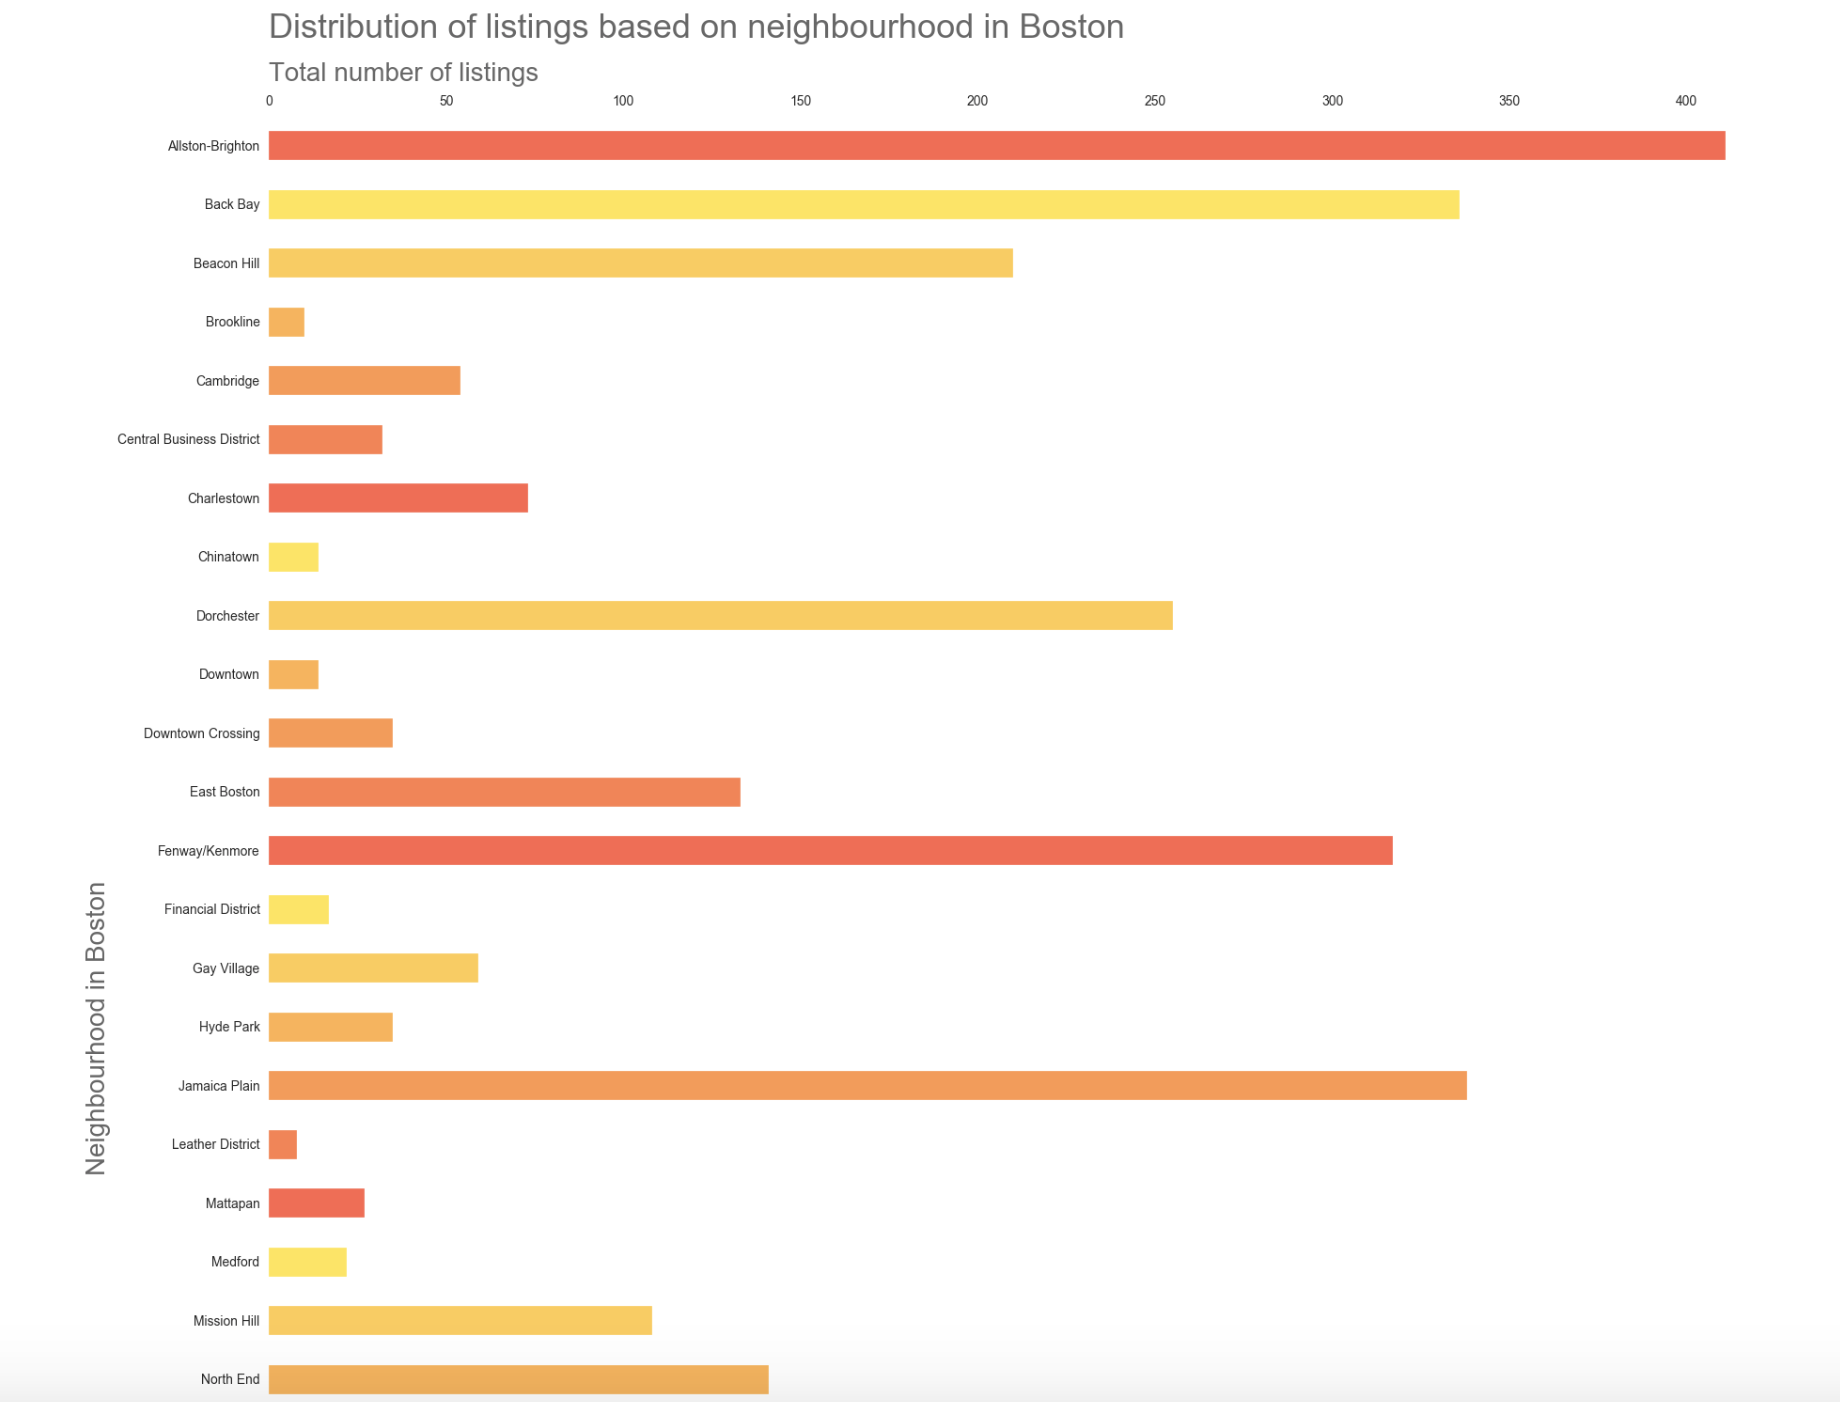 Distribution of listings based on neighbourhood in Boston
Total number of listings
0 50 100 150 200 250 300 350 400
Allston-Brighton
Back Bay
Beacon Hill
Brookline
Cambridge
Central Business District
Charlestown
Chinatown
Dorchester
Downtown
Downtown Crossing
East Boston
Fenway/Kenmore
Financial District
Gay Village
Hyde Park
Jamaica Plain
Leather District
Mattapan
Medford
Mission Hill
North End
Neighbourhood in Boston